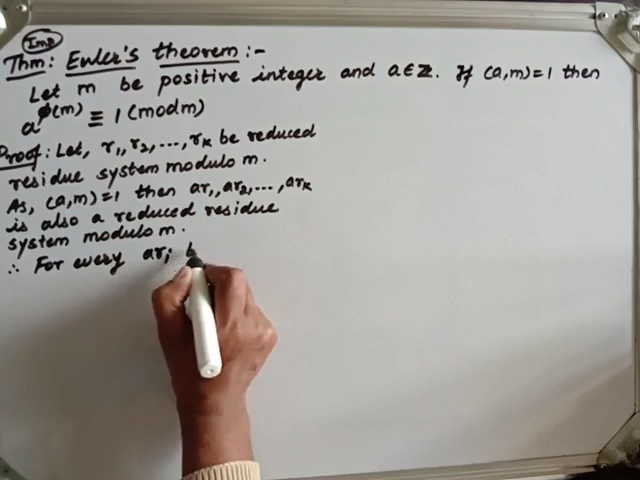 Imp
Thm: Euler's theorem:-
Let m be positive integer and a∈Z. If (a,m)=1 then
a^φ(m) ≡ 1 (modm)
Proof: Let, r₁,r₂,...,rₖ be reduced
residue system modulo m.
As, (a,m)=1 then ar₁,ar₂,...,arₖ
is also a reduced residue
system modulo m.
∴ For every arᵢ